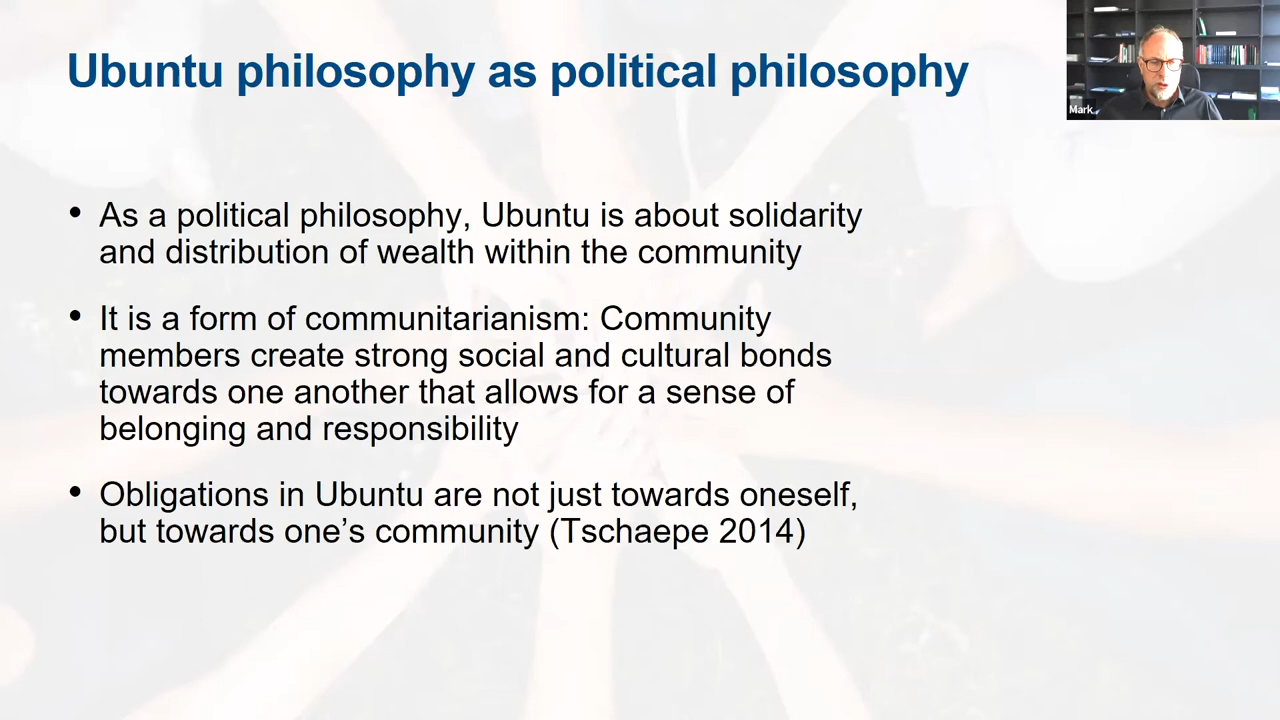 Ubuntu philosophy as political philosophy
Mark
• As a political philosophy, Ubuntu is about solidarity
and distribution of wealth within the community
• It is a form of communitarianism: Community
members create strong social and cultural bonds
towards one another that allows for a sense of
belonging and responsibility
• Obligations in Ubuntu are not just towards oneself,
but towards one’s community (Tschaepe 2014)